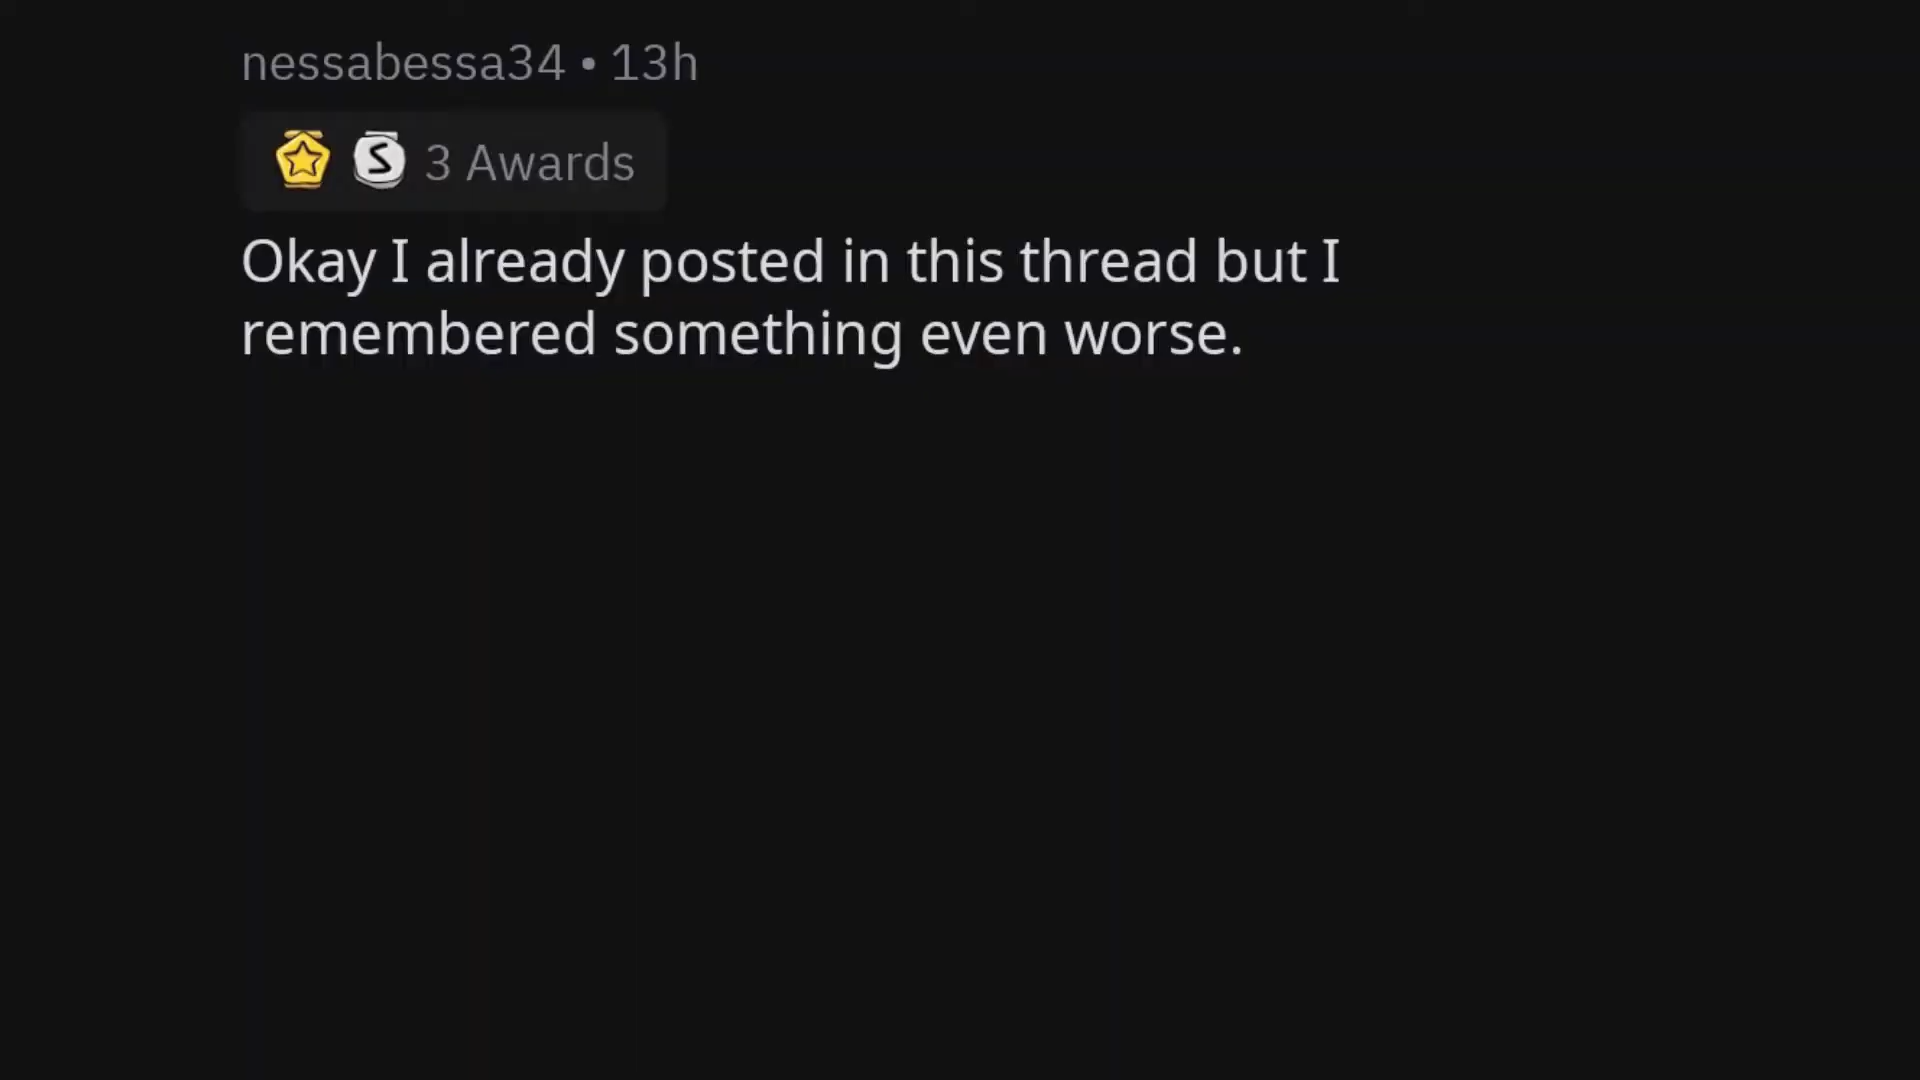 nessabessa34 • 13h
S 3 Awards
Okay I already posted in this thread but I
remembered something even worse.